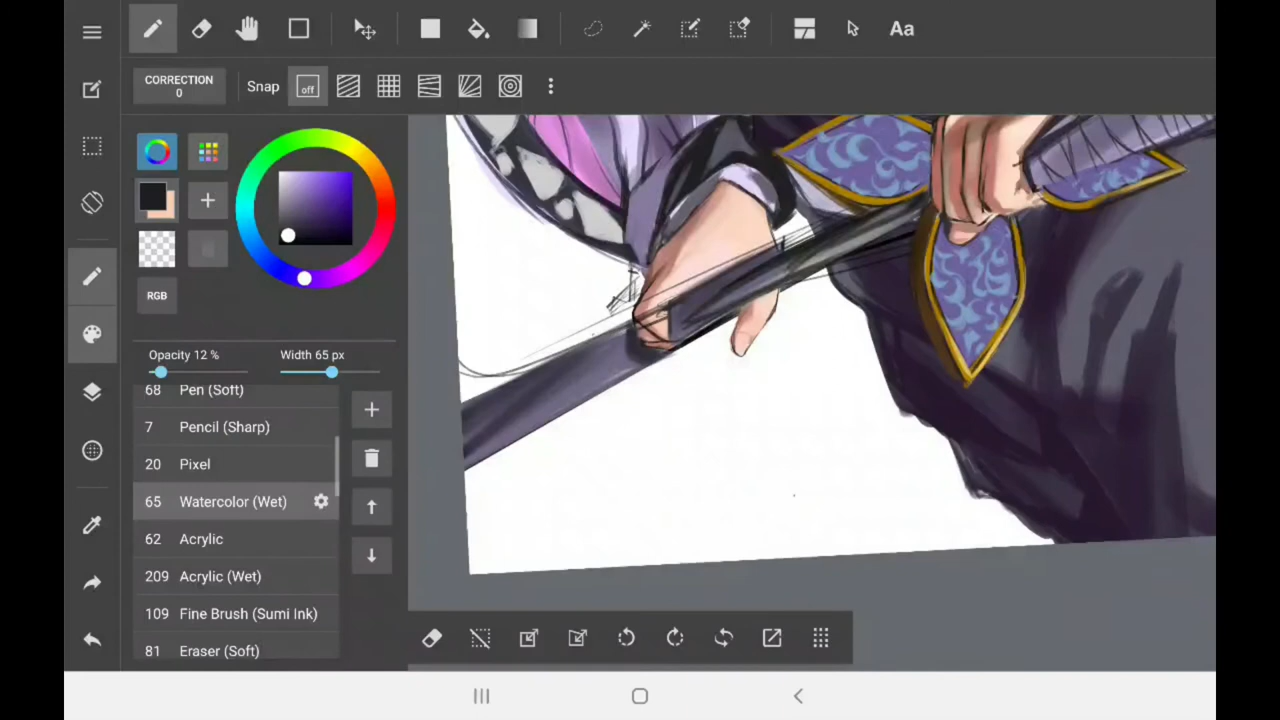 Aa
CORRECTION
0
Snap
off
RGB
Opacity 12 %
Width 65 px
68 Pen (Soft)
7 Pencil (Sharp)
20 Pixel
65 Watercolor (Wet)
62 Acrylic
209 Acrylic (Wet)
109 Fine Brush (Sumi Ink)
81 Eraser (Soft)